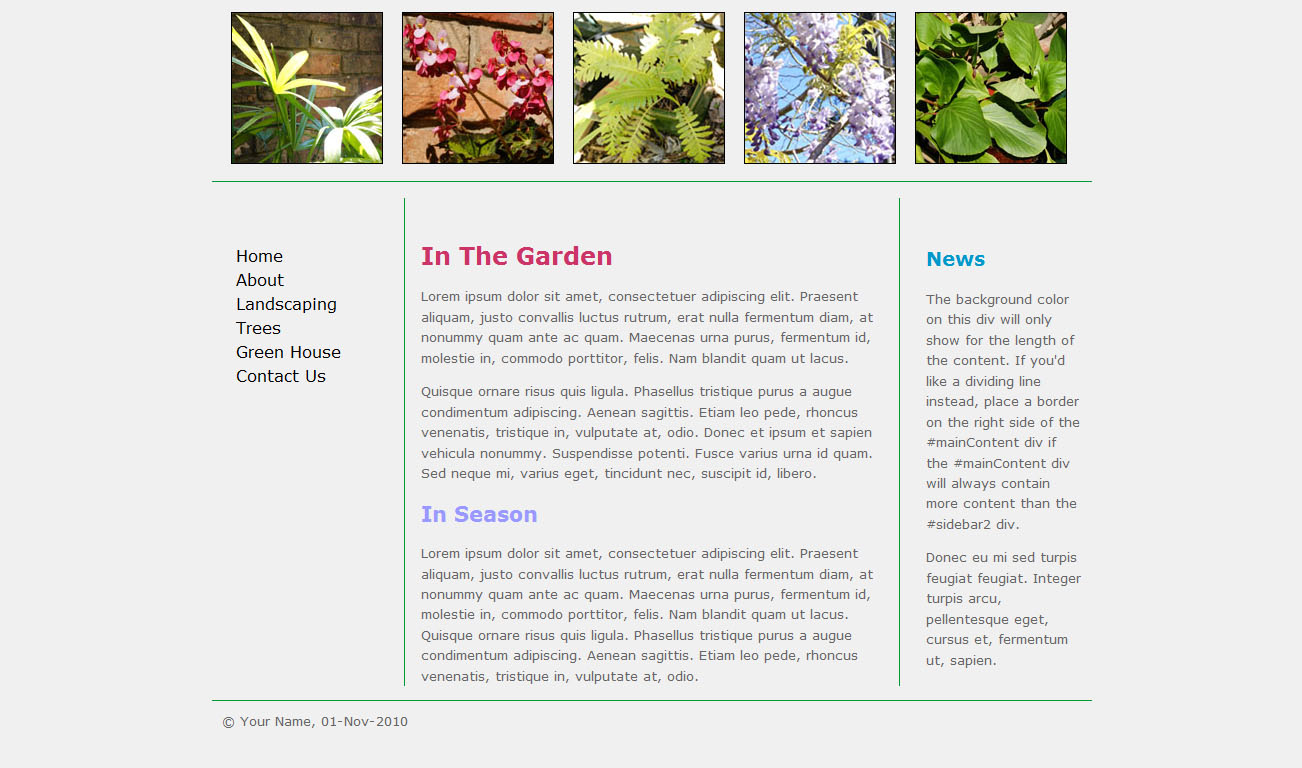 Home
About
Landscaping
Trees
Green House
Contact Us
In The Garden
Lorem ipsum dolor sit amet, consectetuer adipiscing elit. Praesent
aliquam, justo convallis luctus rutrum, erat nulla fermentum diam, at
nonummy quam ante ac quam. Maecenas urna purus, fermentum id,
molestie in, commodo porttitor, felis. Nam blandit quam ut lacus.
Quisque ornare risus quis ligula. Phasellus tristique purus a augue
condimentum adipiscing. Aenean sagittis. Etiam leo pede, rhoncus
venenatis, tristique in, vulputate at, odio. Donec et ipsum et sapien
vehicula nonummy. Suspendisse potenti. Fusce varius urna id quam.
Sed neque mi, varius eget, tincidunt nec, suscipit id, libero.
In Season
Lorem ipsum dolor sit amet, consectetuer adipiscing elit. Praesent
aliquam, justo convallis luctus rutrum, erat nulla fermentum diam, at
nonummy quam ante ac quam. Maecenas urna purus, fermentum id,
molestie in, commodo porttitor, felis. Nam blandit quam ut lacus.
Quisque ornare risus quis ligula. Phasellus tristique purus a augue
condimentum adipiscing. Aenean sagittis. Etiam leo pede, rhoncus
venenatis, tristique in, vulputate at, odio.
News
The background color
on this div will only
show for the length of
the content. If you'd
like a dividing line
instead, place a border
on the right side of the
#mainContent div if
the #mainContent div
will always contain
more content than the
#sidebar2 div.
Donec eu mi sed turpis
feugiat feugiat. Integer
turpis arcu,
pellentesque eget,
cursus et, fermentum
ut, sapien.
© Your Name, 01-Nov-2010